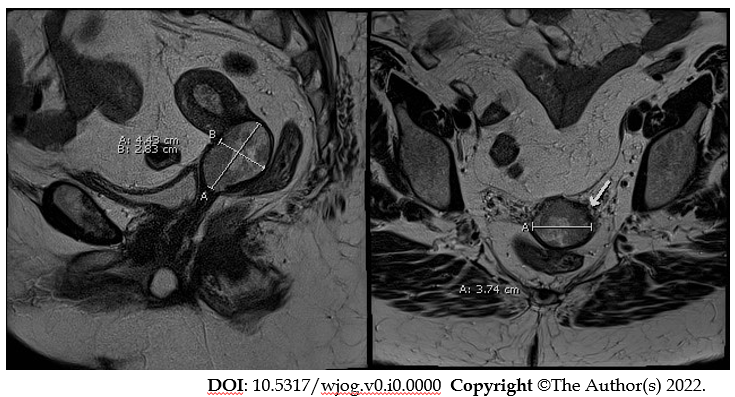 A: 4.43 cm
B: 2.83 cm
B
A
A
A: 3.74 cm
DOI: 10.5317/wjog.v0.i0.0000 Copyright ©The Author(s) 2022.